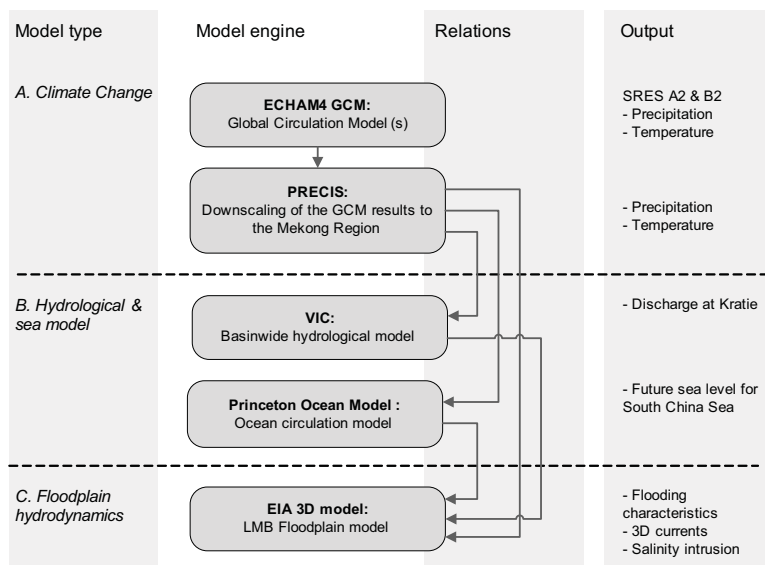 Model type
Model engine
Relations
Output
A. Climate Change
ECHAM4 GCM:
Global Circulation Model (s)
SRES A2 & B2
- Precipitation
- Temperature
PRECIS:
Downscaling of the GCM results to
the Mekong Region
- Precipitation
- Temperature
B. Hydrological &
sea model
VIC:
Basinwide hydrological model
- Discharge at Kratie
Princeton Ocean Model :
Ocean circulation model
- Future sea level for
South China Sea
C. Floodplain
hydrodynamics
EIA 3D model:
LMB Floodplain model
- Flooding
characteristics
- 3D currents
- Salinity intrusion